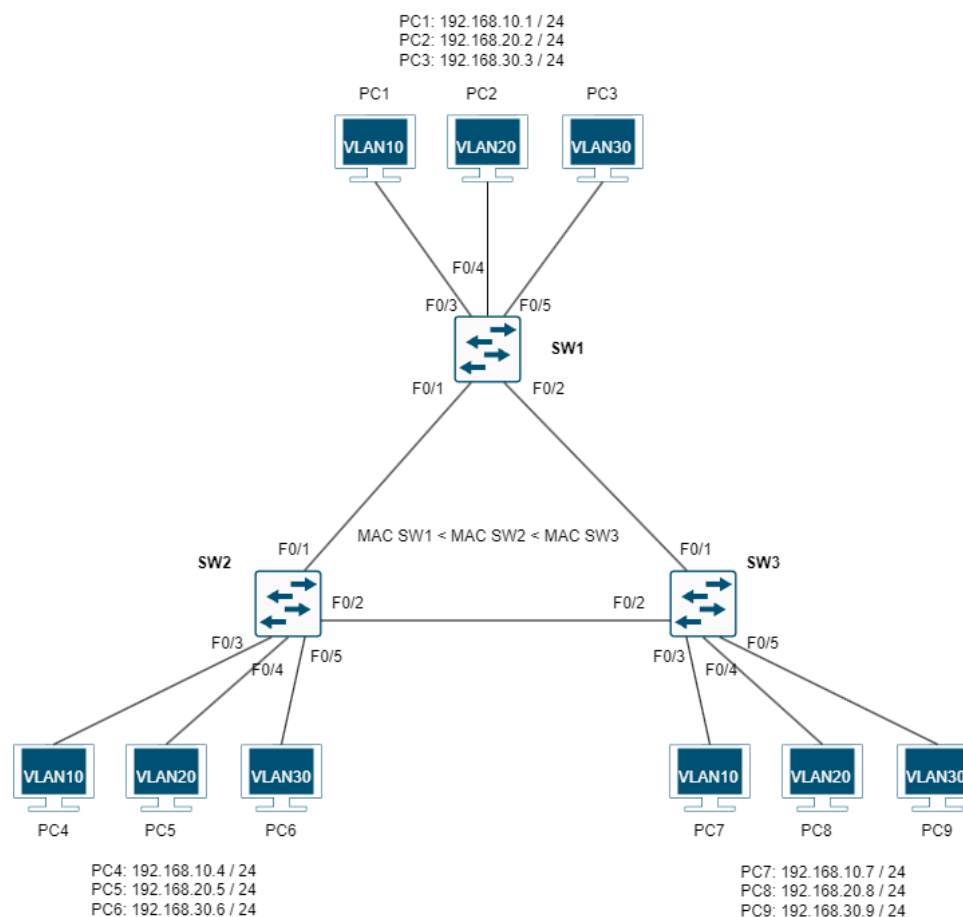 PC1: 192.168.10.1 / 24
PC2: 192.168.20.2 / 24
PC3: 192.168.30.3 / 24
PC1
PC2
PC3
VLAN10
VLAN20
VLAN30
F0/4
F0/3
F0/5
SW1
F0/1
F0/2
MAC SW1 < MAC SW2 < MAC SW3
F0/1
F0/1
SW2
SW3
F0/2
F0/2
F0/3
F0/4
F0/5
F0/3
F0/4
F0/5
VLAN10
VLAN20
VLAN30
VLAN10
VLAN20
VLAN30
PC4
PC5
PC6
PC7
PC8
PC9
PC4: 192.168.10.4 / 24
PC5: 192.168.20.5 / 24
PC6: 192.168.30.6 / 24
PC7: 192.168.10.7 / 24
PC8: 192.168.20.8 / 24
PC9: 192.168.30.9 / 24